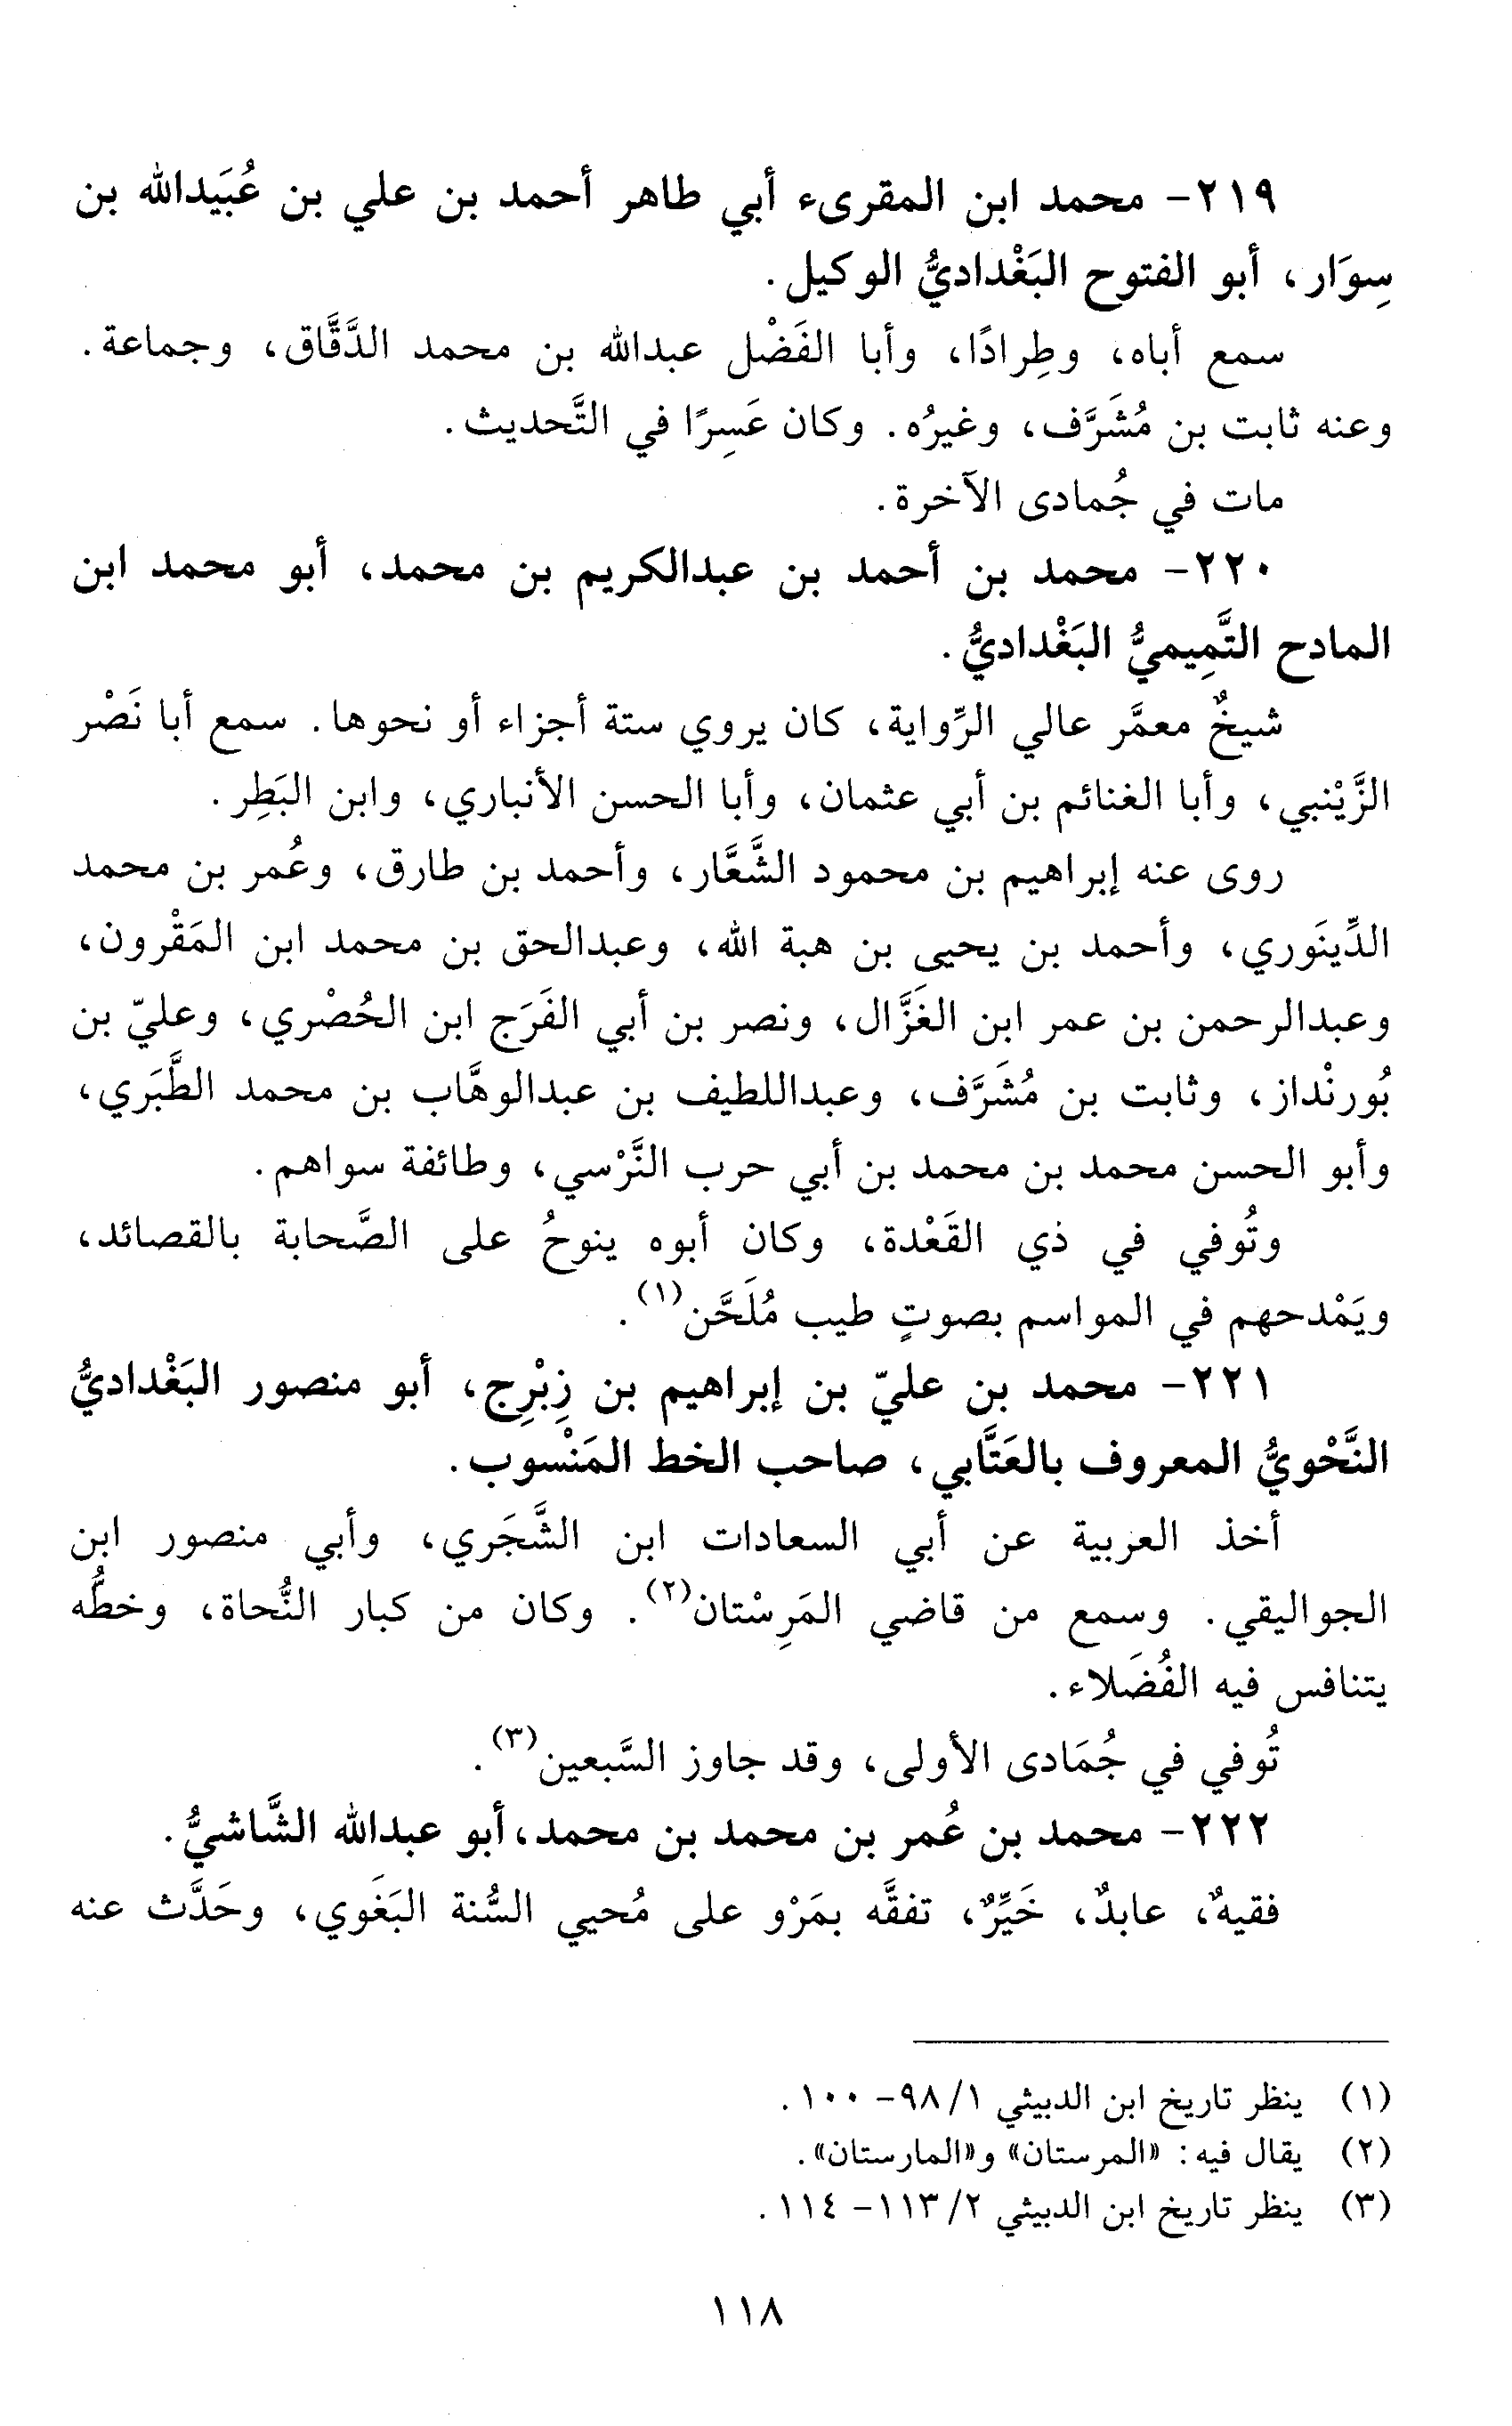 ٢١٩- محمد ابن المقرىء أبي طاهر أحمد بن علي بن عُبَيدالله بن
سِوَار، أبو الفتوح البَغْداديُّ الوكيل.
سمع أباه، وطِرادًا، وأبا الفَضْل عبدالله بن محمد الدَّقَّاق، وجماعة.
وعنه ثابت بن مُشَرَّف، وغيرُه. وكان عَسِرًا في التَّحديث.
مات في جُمادى الآخرة.
٢٢٠- محمد بن أحمد بن عبدالكريم بن محمد، أبو محمد ابن
المادح التَّمِيميُّ البَغْداديُّ.
شيخٌ معمَّر عالي الرِّواية، كان يروي ستة أجزاء أو نحوها. سمع أبا نَصْر
الزَّيْنبي، وأبا الغنائم بن أبي عثمان، وأبا الحسن الأنباري، وابن البَطِر.
روى عنه إبراهيم بن محمود الشَّعَّار، وأحمد بن طارق، وعُمر بن محمد
الدِّينَوري، وأحمد بن يحيى بن هبة الله، وعبدالحق بن محمد ابن المَقْرون،
وعبدالرحمن بن عمر ابن الغَزَّال، ونصر بن أبي الفَرَج ابن الحُصْري، وعليّ بن
بُورنْداز، وثابت بن مُشَرَّف، وعبداللطيف بن عبدالوهَّاب بن محمد الطَّبَري،
وأبو الحسن محمد بن محمد بن أبي حرب النَّرْسي، وطائفة سواهم.
وتُوفي في ذي القَعْدة، وكان أبوه ينوحُ على الصَّحابة بالقصائد،
ويَمْدحهم في المواسم بصوتٍ طيب مُلَحَّن(١).
٢٢١- محمد بن عليّ بن إبراهيم بن زِبْرِج، أبو منصور البَغْداديُّ
النَّحْويُّ المعروف بالعَتَّابي، صاحب الخط المَنْسوب.
أخذ العربية عن أبي السعادات ابن الشَّجَري، وأبي منصور ابن
الجواليقي. وسمع من قاضي المَرِسْتان(٢). وكان من كبار النُّحاة، وخطُّه
يتنافس فيه الفُضَلاء.
تُوفي في جُمَادى الأولى، وقد جاوز السَّبعين(٣).
٢٢٢- محمد بن عُمر بن محمد بن محمد، أبو عبدالله الشَّاشيُّ.
فقيهٌ، عابدٌ، خَيِّرٌ، تفقَّه بمَرْو على مُحيي السُّنة البَغَوي، وحَدَّث عنه
(١) ينظر تاريخ ابن الدبيثي ١/ ٩٨- ١٠٠.
(٢) يقال فيه: «المرستان» و«المارستان».
(٣) ينظر تاريخ ابن الدبيثي ٢/ ١١٣- ١١٤.
١١٨